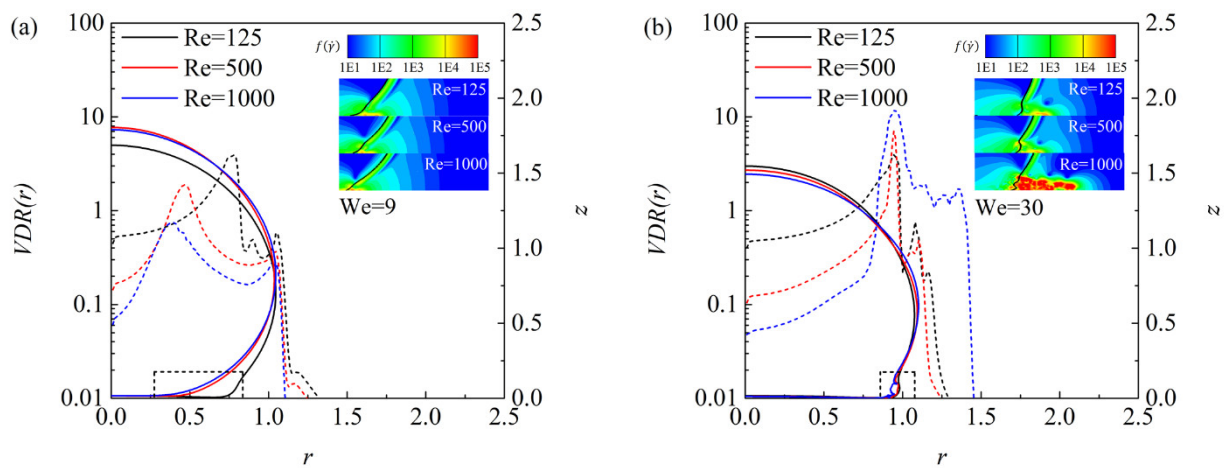 (a)
Re=125
Re=500
Re=1000
f(γ̇)
1E1 1E2 1E3 1E4 1E5
Re=125
Re=500
Re=1000
We=9
100
10
1
0.1
0.01
VDR(r)
2.5
2.0
1.5
1.0
0.5
0.0
z
0.0 0.5 1.0 1.5 2.0 2.5
r
(b)
Re=125
Re=500
Re=1000
f(γ̇)
1E1 1E2 1E3 1E4 1E5
Re=125
Re=500
Re=1000
We=30
100
10
1
0.1
0.01
VDR(r)
2.5
2.0
1.5
1.0
0.5
0.0
z
0.0 0.5 1.0 1.5 2.0 2.5
r